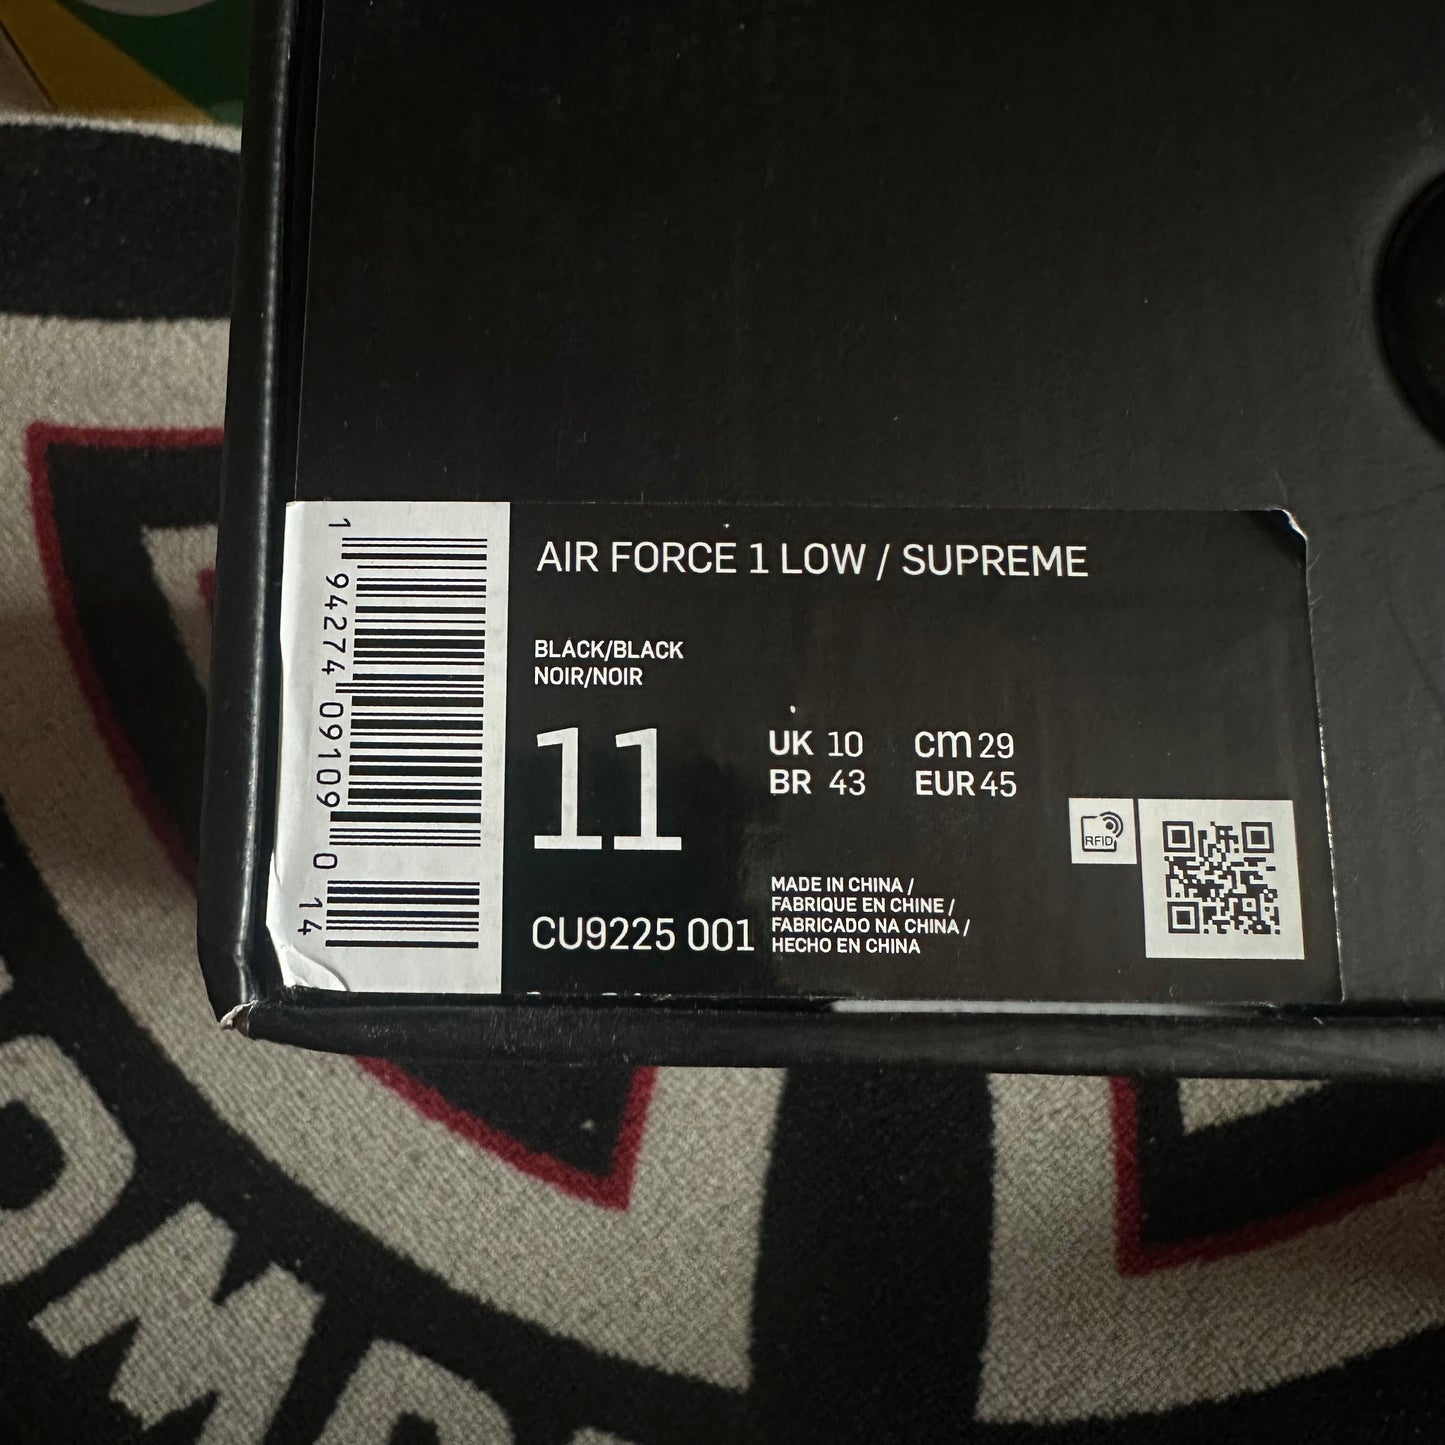 AIR FORCE 1 LOW / SUPREME
BLACK/BLACK
NOIR/NOIR
11
UK 10 cm 29
BR 43 EUR 45
RFID
MADE IN CHINA /
FABRIQUE EN CHINE /
FABRICADO NA CHINA /
HECHO EN CHINA
CU9225 001
1 94274 09109 0 14